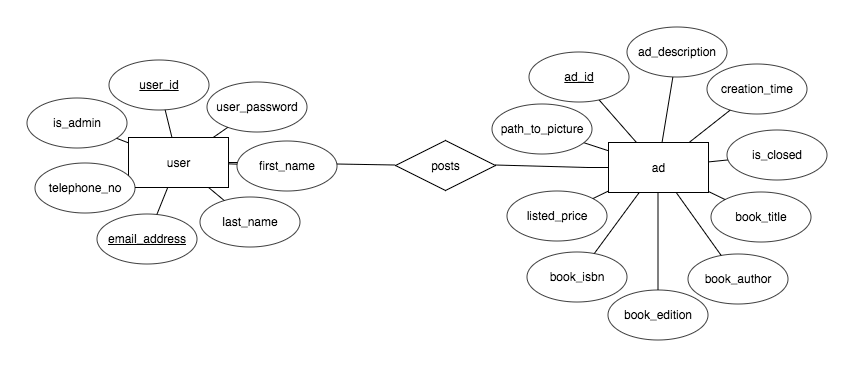 ad_description
user_id
ad_id
creation_time
user_password
is_admin
path_to_picture
is_closed
user
first_name
posts
ad
telephone_no
listed_price
book_title
last_name
email_address
book_isbn
book_author
book_edition